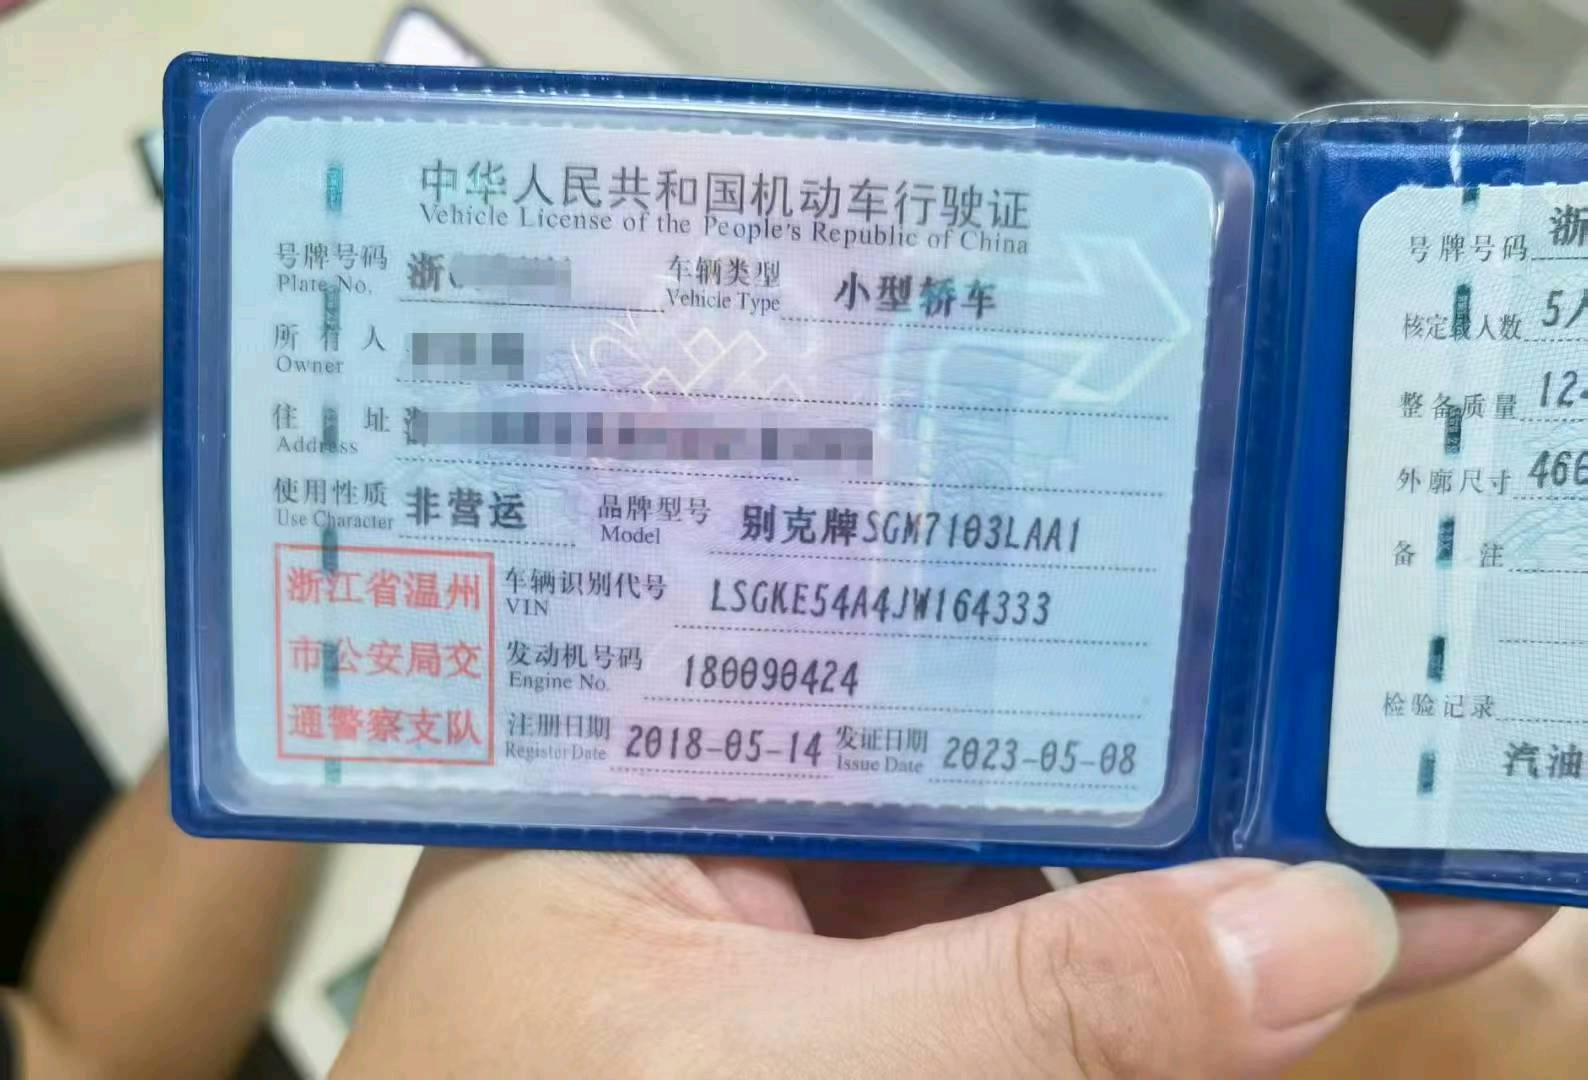 中华人民共和国机动车行驶证
Vehicle License of the People's Republic of China
号牌号码 浙 车辆类型 小型轿车
Plate No. Vehicle Type
所有人
Owner
住址
Address
使用性质 非营运 品牌型号 别克牌SGM7103LAA1
Use Character Model
浙江省温州
市公安局交
通警察支队
车辆识别代号 LSGKE54A4JW164333
VIN
发动机号码 180090424
Engine No.
注册日期 2018-05-14 发证日期 2023-05-08
Register Date Issue Date
号牌号码 浙
核定载人数 5人
整备质量 12
外廓尺寸 466
备注
检验记录
汽油